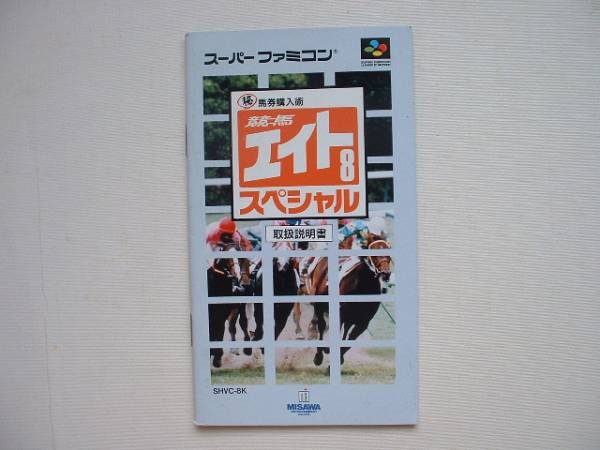 スーパーファミコン®
㊙ 馬券購入術
競馬
エイト8
スペシャル
取扱説明書
SHVC-8K
MISAWA